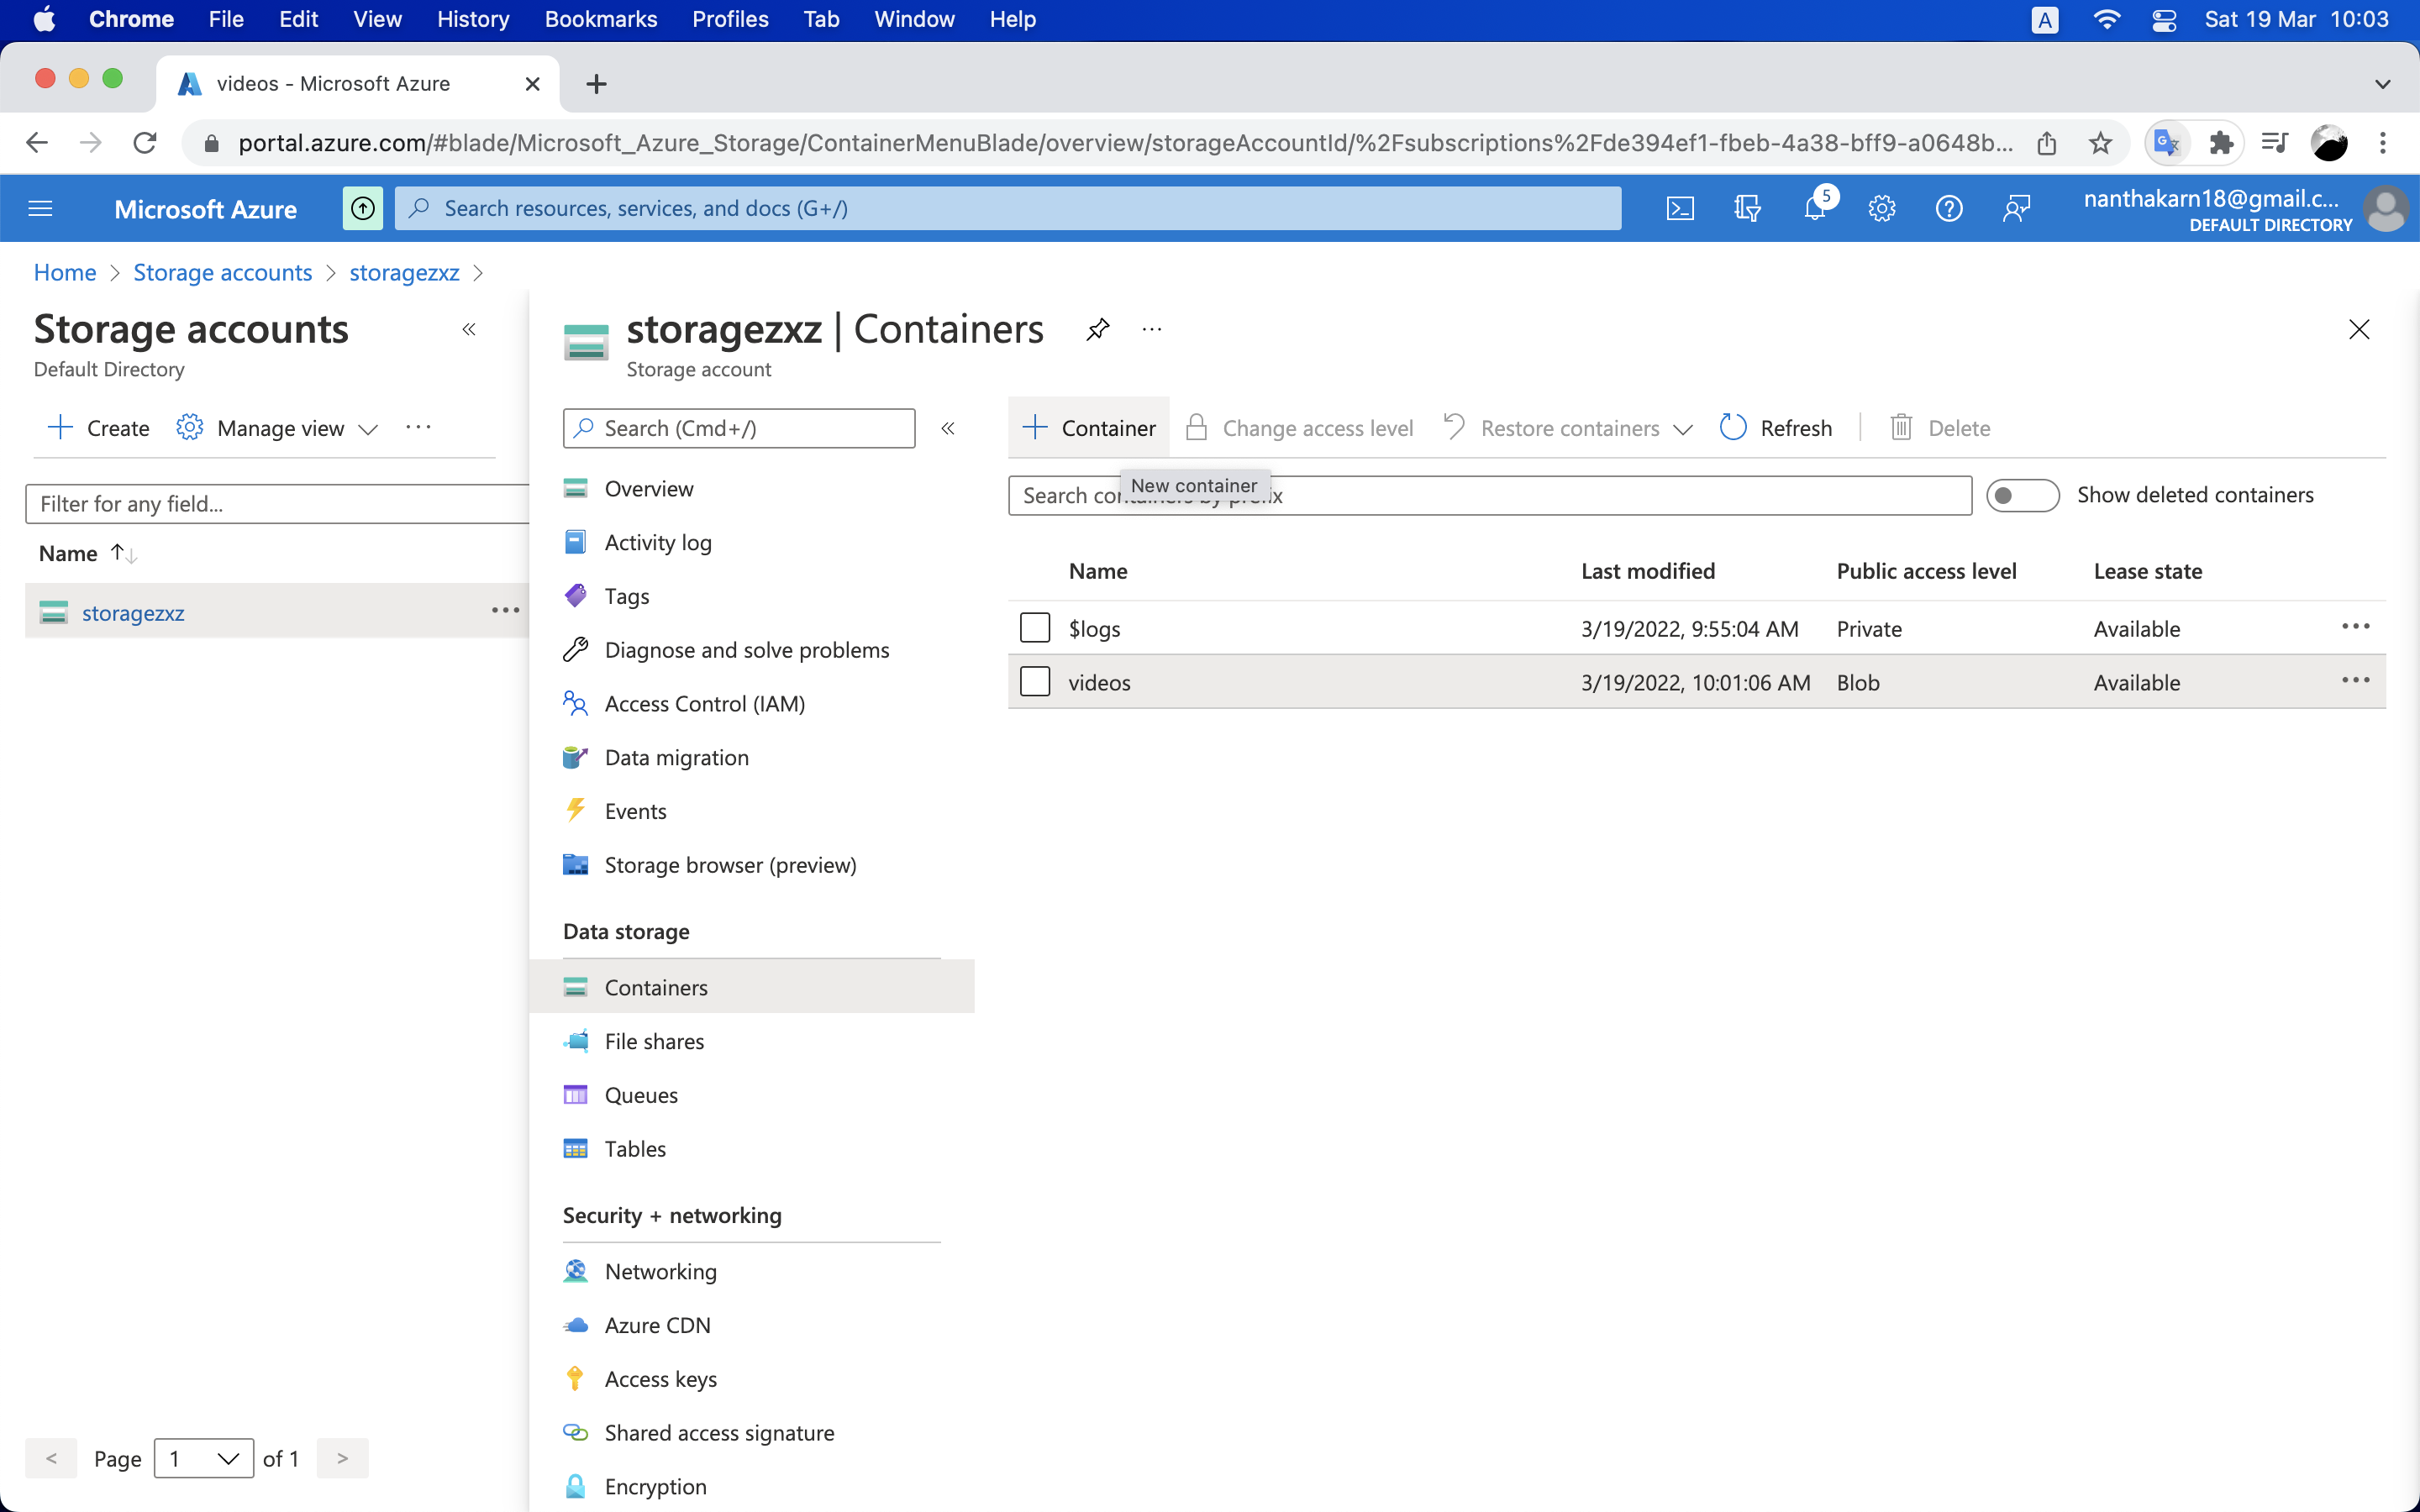 Chrome File Edit View History Bookmarks Profiles Tab Window Help A Sat 19 Mar 10:03
videos - Microsoft Azure
portal.azure.com/#blade/Microsoft_Azure_Storage/ContainerMenuBlade/overview/storageAccountId/%2Fsubscriptions%2Fde394ef1-fbeb-4a38-bff9-a0648b...
Microsoft Azure
Search resources, services, and docs (G+/)
5
nanthakarn18@gmail.c...
DEFAULT DIRECTORY
Home > Storage accounts > storagezxz >
Storage accounts
Default Directory
Create Manage view ...
Filter for any field...
Name
storagezxz
< Page 1 of 1 >
storagezxz | Containers
Storage account
Search (Cmd+/)
Overview
Activity log
Tags
Diagnose and solve problems
Access Control (IAM)
Data migration
Events
Storage browser (preview)
Data storage
Containers
File shares
Queues
Tables
Security + networking
Networking
Azure CDN
Access keys
Shared access signature
Encryption
+ Container Change access level Restore containers Refresh Delete
New container
Search containers by prefix
Show deleted containers
Name Last modified Public access level Lease state
$logs 3/19/2022, 9:55:04 AM Private Available
videos 3/19/2022, 10:01:06 AM Blob Available